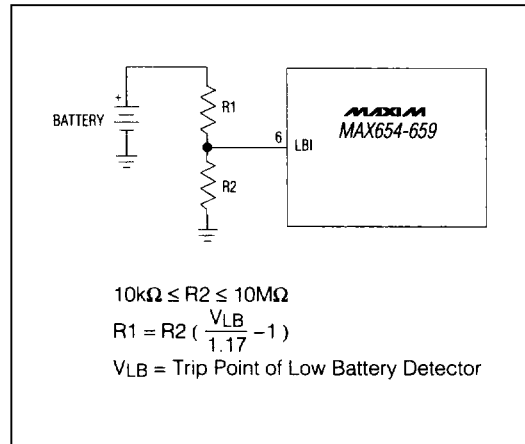 BATTERY
+
R1
R2
6
LBI
MAXIM
MAX654-659
10kΩ ≤ R2 ≤ 10MΩ
R1 = R2 ( VLB / 1.17 – 1 )
VLB = Trip Point of Low Battery Detector